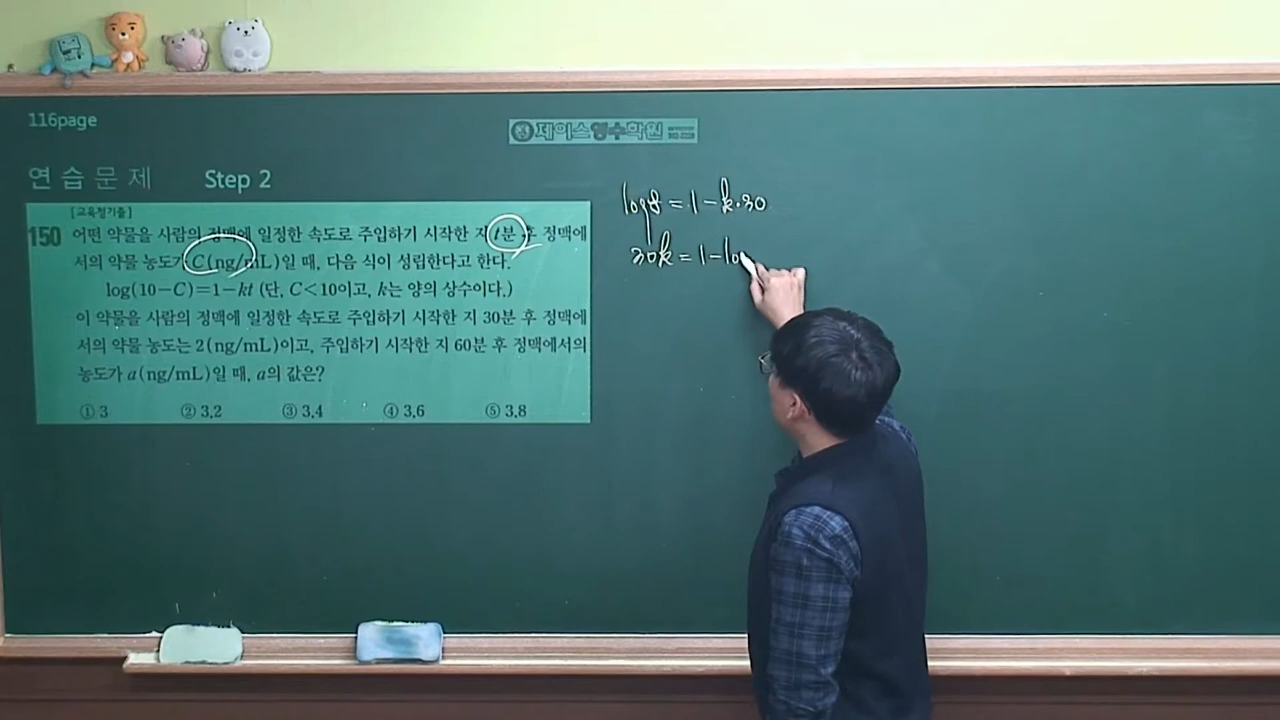 116page
제이스영수학원
연습문제 Step 2
[교육청기출]
150 어떤 약물을 사람의 정맥에 일정한 속도로 주입하기 시작한 지 t분 후 정맥에
서의 약물 농도가 C(ng/mL)일 때, 다음 식이 성립한다고 한다.
log(10-C)=1-kt (단, C<10이고, k는 양의 상수이다.)
이 약물을 사람의 정맥에 일정한 속도로 주입하기 시작한 지 30분 후 정맥에
서의 약물 농도는 2(ng/mL)이고, 주입하기 시작한 지 60분 후 정맥에서의
농도가 a(ng/mL)일 때, a의 값은?
① 3 ② 3.2 ③ 3.4 ④ 3.6 ⑤ 3.8
log8 = 1-k·30
30k = 1-lo